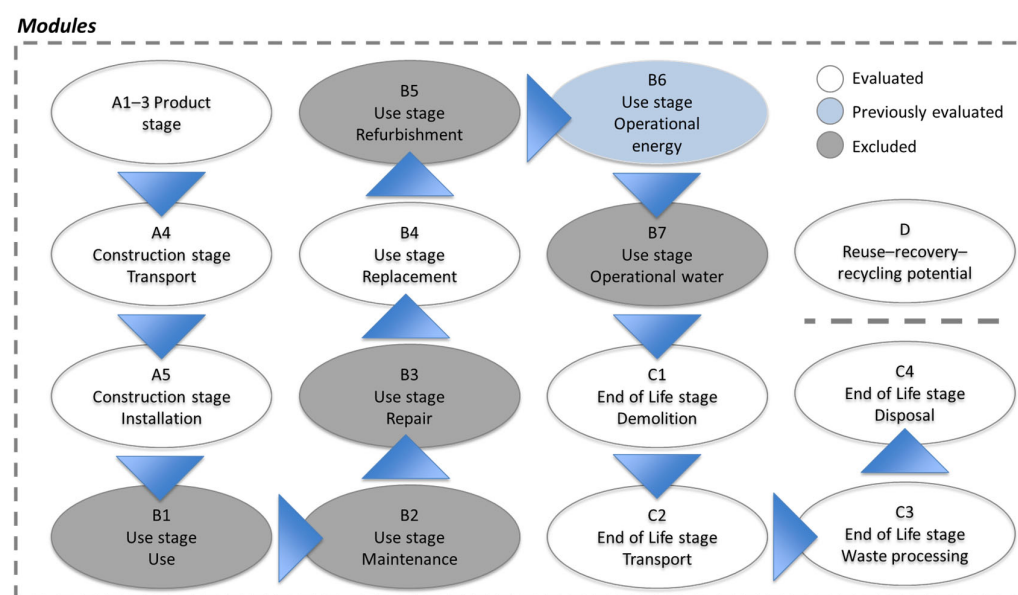 Modules
A1–3 Product
stage
A4
Construction stage
Transport
A5
Construction stage
Installation
B1
Use stage
Use
B2
Use stage
Maintenance
B3
Use stage
Repair
B4
Use stage
Replacement
B5
Use stage
Refurbishment
B6
Use stage
Operational
energy
B7
Use stage
Operational water
C1
End of Life stage
Demolition
C2
End of Life stage
Transport
C3
End of Life stage
Waste processing
C4
End of Life stage
Disposal
D
Reuse–recovery–
recycling potential
Evaluated
Previously evaluated
Excluded